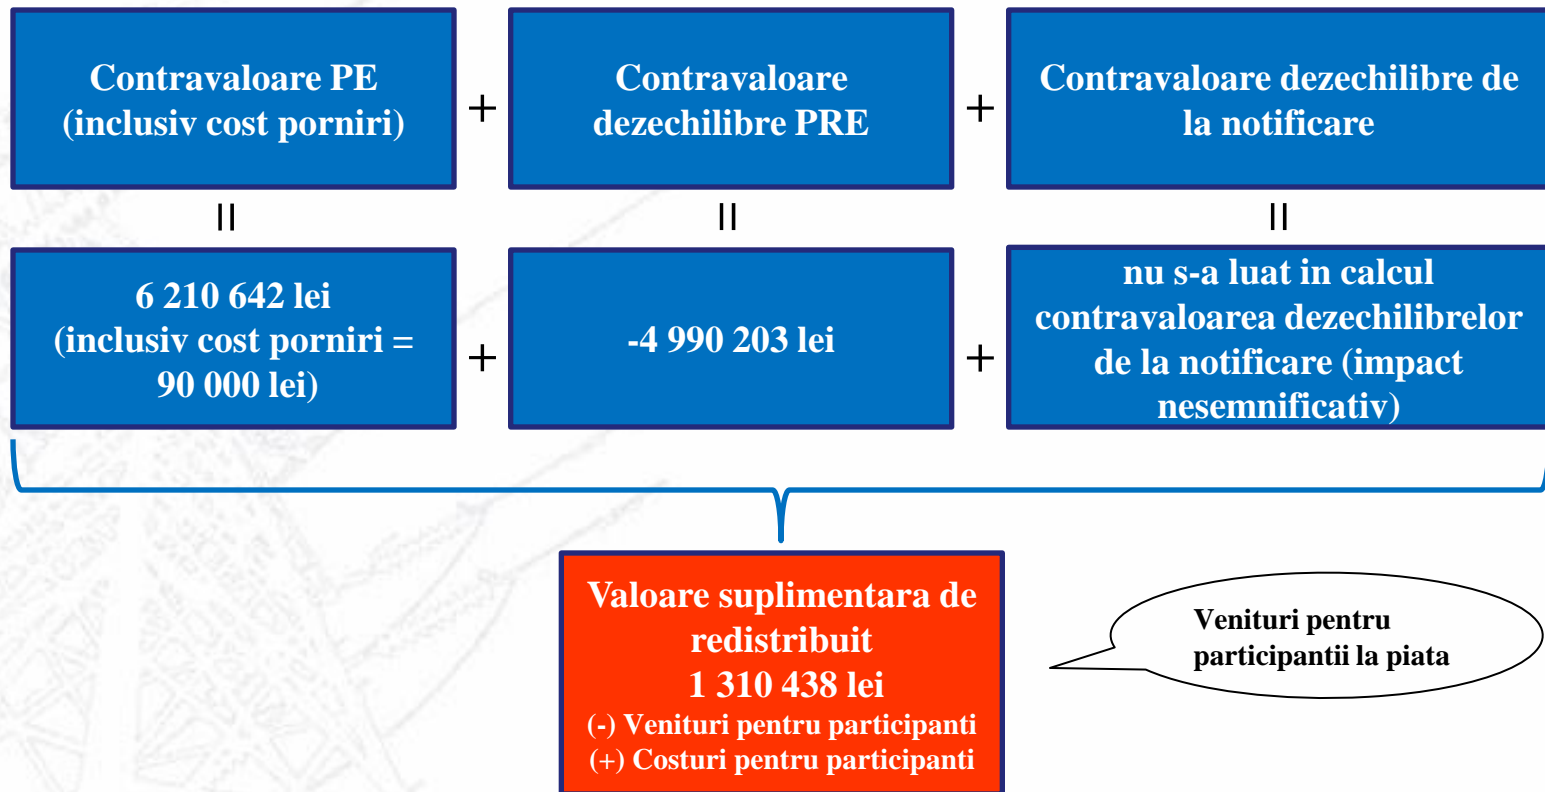 Contravaloare PE
(inclusiv cost porniri)
+
Contravaloare
dezechilibre PRE
+
Contravaloare dezechilibre de
la notificare
=
=
=
6 210 642 lei
(inclusiv cost porniri =
90 000 lei)
+
-4 990 203 lei
+
nu s-a luat in calcul
contravaloarea dezechilibrelor
de la notificare (impact
nesemnificativ)
Valoare suplimentara de
redistribuit
1 310 438 lei
(-) Venituri pentru participanti
(+) Costuri pentru participanti
Venituri pentru
participantii la piata